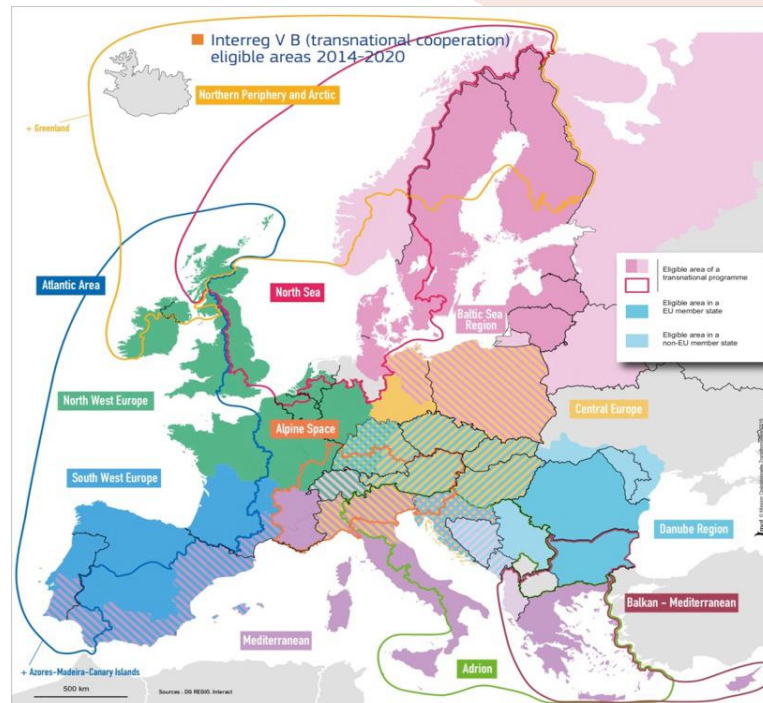 Interreg V B (transnational cooperation)
eligible areas 2014-2020
Northern Periphery and Arctic
+ Greenland
Atlantic Area
North Sea
Baltic Sea
Region
Eligible area of a
transnational programme
Eligible area in a
EU member state
Eligible area in a
non-EU member state
North West Europe
Alpine Space
Central Europe
South West Europe
Danube Region
Balkan - Mediterranean
Mediterranean
Adrion
+ Azores-Madeira-Canary Islands
500 km
Sources : DG REGIO. Interact